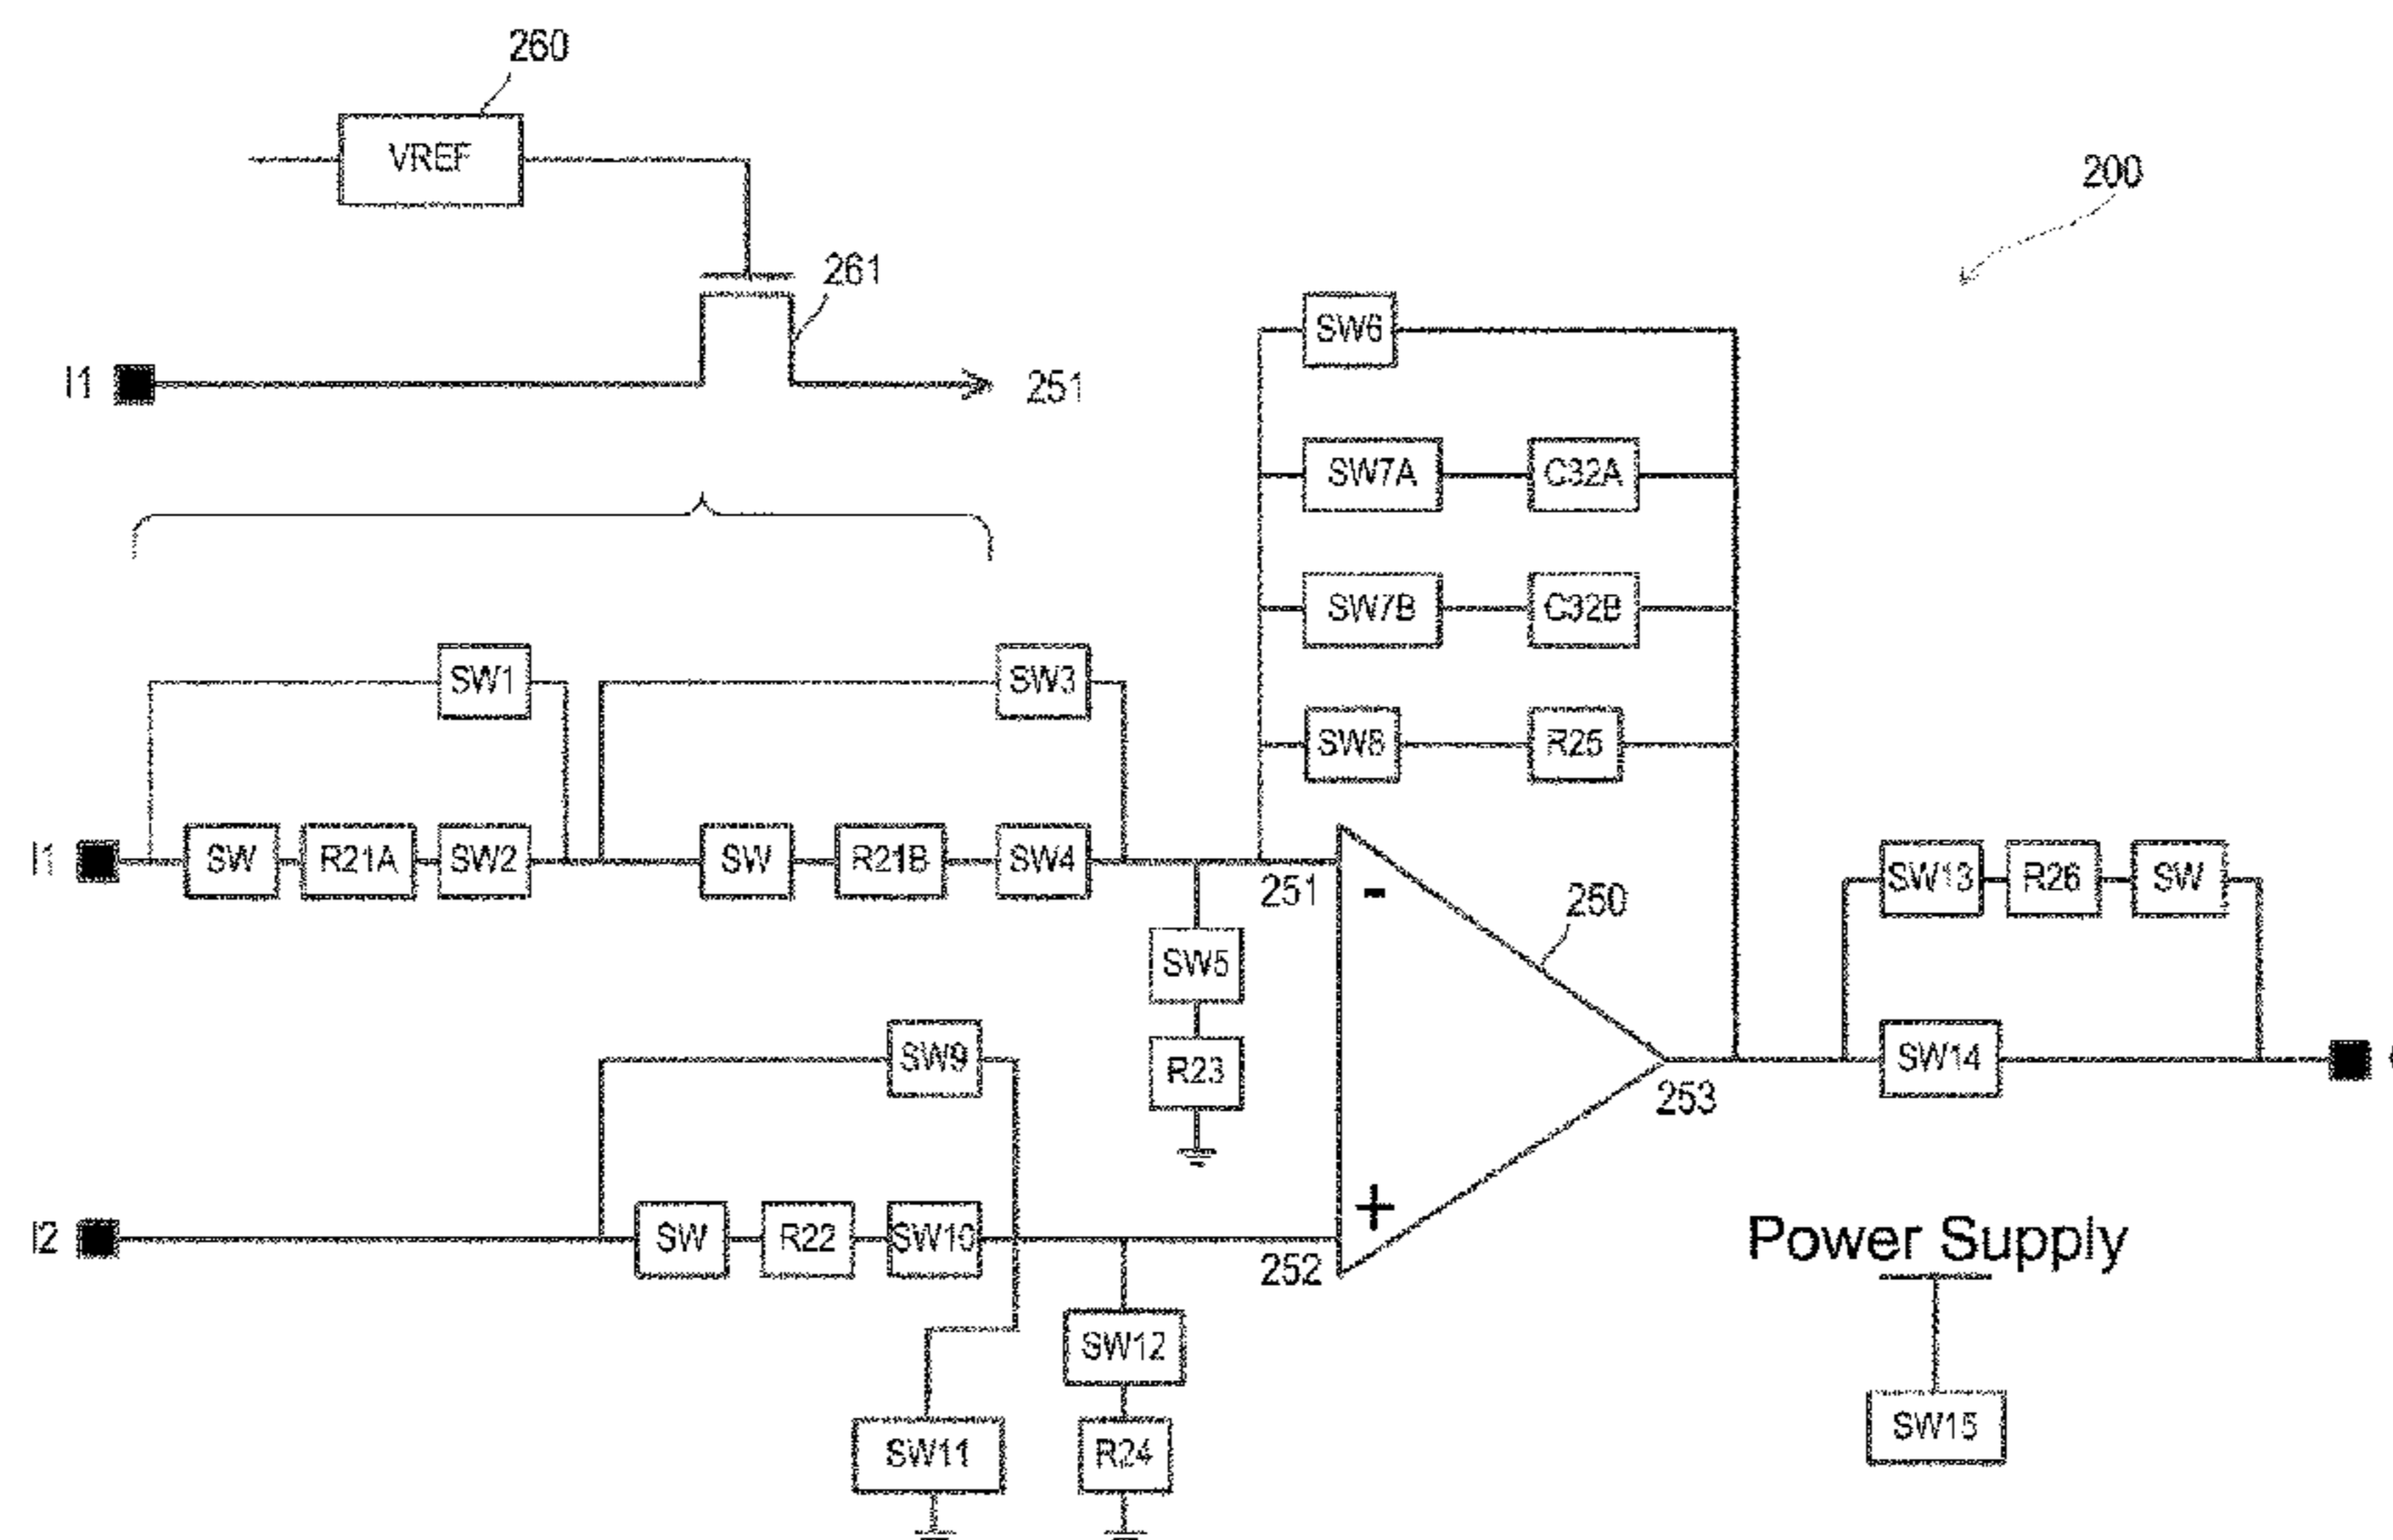 260
VREF
200
261
I1
251
SW6
SW7A
C32A
SW7B
C32B
SW1
SW3
SW8
R25
I1
SW
R21A
SW2
SW
R21B
SW4
251
-
250
SW13
R26
SW
SW5
SW9
R23
SW14
253
I2
SW
R22
SW10
+
252
Power Supply
SW12
SW11
R24
SW15